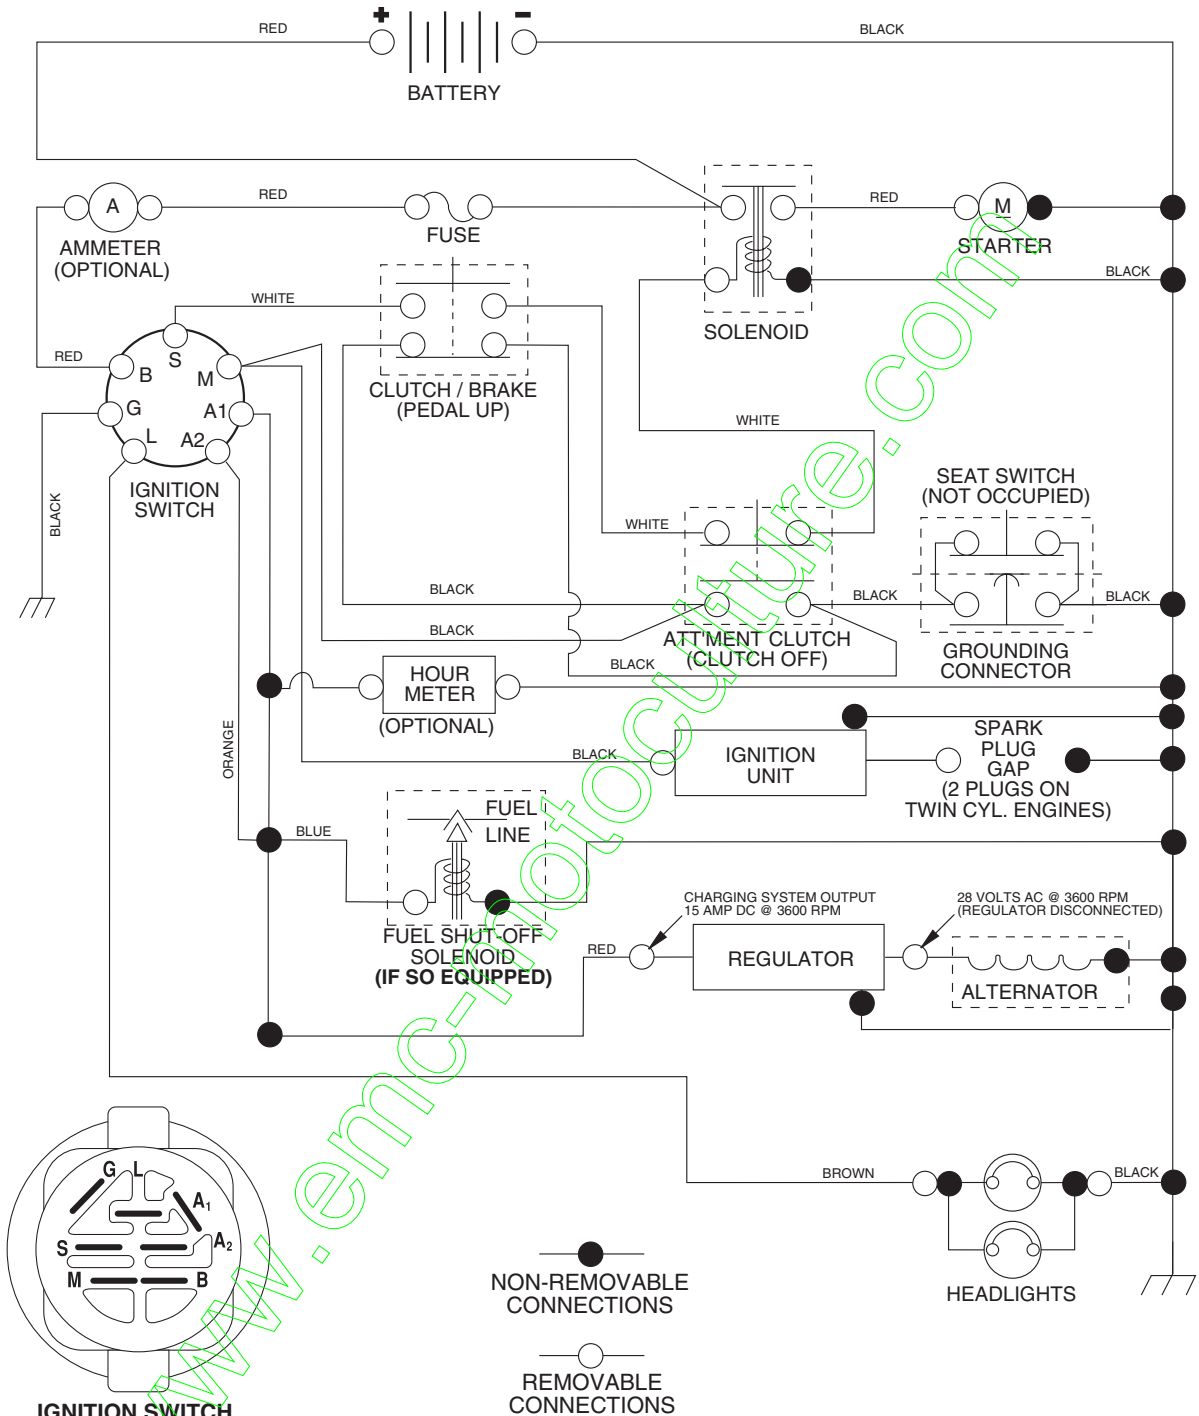 + -
RED
BLACK
BATTERY
A
RED
RED
M
AMMETER
(OPTIONAL)
FUSE
STARTER
BLACK
WHITE
SOLENOID
RED
S
B
M
G
A1
L
A2
CLUTCH / BRAKE
(PEDAL UP)
WHITE
IGNITION
SWITCH
BLACK
SEAT SWITCH
(NOT OCCUPIED)
WHITE
BLACK
BLACK
BLACK
BLACK
ATT'MENT CLUTCH
(CLUTCH OFF)
GROUNDING
CONNECTOR
BLACK
HOUR
METER
(OPTIONAL)
ORANGE
BLACK
IGNITION
UNIT
SPARK
PLUG
GAP
(2 PLUGS ON
TWIN CYL. ENGINES)
FUEL
LINE
BLUE
FUEL SHUT-OFF
SOLENOID
(IF SO EQUIPPED)
CHARGING SYSTEM OUTPUT
15 AMP DC @ 3600 RPM
28 VOLTS AC @ 3600 RPM
(REGULATOR DISCONNECTED)
RED
REGULATOR
ALTERNATOR
BROWN
BLACK
HEADLIGHTS
G L
A1
S
A2
M
B
NON-REMOVABLE
CONNECTIONS
REMOVABLE
CONNECTIONS
IGNITION SWITCH
www.emc-motoculture.com